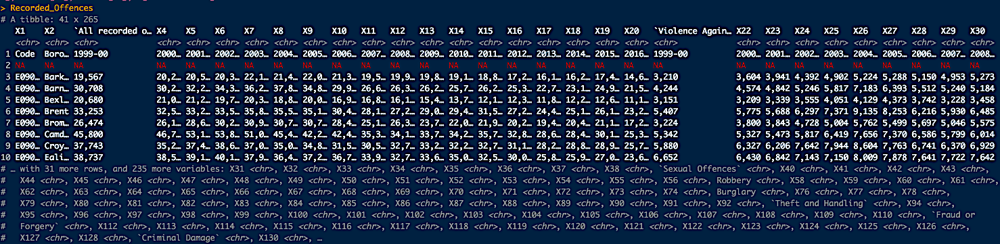 > Recorded_Offences
# A tibble: 41 x 265
X1 X2 `All recorded o… X4 X5 X6 X7 X8 X9 X10 X11 X12 X13 X14 X15 X16 X17 X18 X19 X20 `Violence Again… X22 X23 X24 X25 X26 X27 X28 X29 X30
<chr> <chr> <chr> <chr> <chr> <chr> <chr> <chr> <chr> <chr> <chr> <chr> <chr> <chr> <chr> <chr> <chr> <chr> <chr> <chr> <chr> <chr> <chr> <chr> <chr> <chr> <chr> <chr> <chr> <chr>
1 Code Boro… 1999-00 2000… 2001… 2002… 2003… 2004… 2005… 2006… 2007… 2008… 2009… 2010… 2011… 2012… 2013… 2014… 2015… 2016… 1999-00 2000… 2001… 2002… 2003… 2004… 2005… 2006… 2007… 2008…
2 NA NA NA NA NA NA NA NA NA NA NA NA NA NA NA NA NA NA NA NA NA NA NA NA NA NA NA NA NA NA
3 E090… Bark… 19,567 20,2… 20,5… 20,3… 22,1… 21,4… 22,0… 21,3… 19,5… 19,9… 19,8… 19,1… 18,8… 17,2… 16,1… 16,2… 17,4… 14,6… 3,210 3,604 3,941 4,392 4,902 5,224 5,288 5,150 4,953 5,273
4 E090… Barn… 30,708 30,2… 32,2… 34,3… 36,2… 37,8… 34,8… 29,9… 26,6… 26,3… 26,2… 25,7… 26,2… 25,3… 22,7… 23,1… 24,9… 21,5… 4,244 4,574 4,842 5,246 5,817 7,183 6,393 5,512 5,240 5,184
5 E090… Bexl… 20,680 21,0… 21,2… 19,7… 20,3… 18,8… 20,0… 16,9… 16,8… 16,1… 15,4… 13,7… 12,1… 12,3… 11,8… 12,2… 12,6… 11,1… 3,151 3,209 3,339 3,555 4,051 4,129 4,373 3,742 3,228 3,458
6 E090… Brent 33,253 32,5… 33,2… 33,5… 35,8… 35,5… 35,1… 30,4… 28,1… 27,2… 29,0… 29,4… 31,5… 27,2… 24,4… 25,1… 26,1… 23,2… 5,407 5,775 5,688 6,297 7,371 9,135 8,253 6,216 5,930 6,485
7 E090… Brom… 26,474 26,1… 28,6… 30,2… 30,9… 30,7… 30,7… 28,4… 25,1… 26,3… 23,7… 22,0… 21,9… 20,2… 19,4… 20,4… 21,1… 17,2… 3,224 3,800 3,843 4,728 5,004 5,762 5,499 5,697 5,046 5,575
8 E090… Camd… 45,800 46,7… 53,1… 53,8… 51,0… 45,4… 42,2… 42,4… 35,3… 34,1… 33,7… 34,2… 34,5… 33,2… 28,6… 28,4… 30,1… 25,3… 5,342 5,327 5,473 5,817 6,419 7,656 7,370 6,586 5,799 6,014
9 E090… Croy… 37,743 35,2… 37,4… 38,6… 37,0… 35,0… 34,8… 31,5… 30,5… 32,7… 33,2… 32,2… 32,7… 31,1… 28,2… 28,8… 28,9… 25,7… 5,880 6,327 6,206 7,642 7,944 8,604 7,763 6,741 6,370 6,929
10 E090… Eali… 38,737 38,5… 39,1… 40,1… 37,9… 36,4… 37,2… 36,7… 33,9… 32,7… 33,6… 34,2… 32,6… 30,0… 25,8… 25,9… 27,0… 23,6… 6,652 6,430 6,842 7,143 7,150 8,009 7,878 7,641 7,722 7,642
# … with 31 more rows, and 235 more variables: X31 <chr>, X32 <chr>, X33 <chr>, X34 <chr>, X35 <chr>, X36 <chr>, X37 <chr>, X38 <chr>, `Sexual Offences` <chr>, X40 <chr>, X41 <chr>, X42 <chr>, X43 <chr>,
# X44 <chr>, X45 <chr>, X46 <chr>, X47 <chr>, X48 <chr>, X49 <chr>, X50 <chr>, X51 <chr>, X52 <chr>, X53 <chr>, X54 <chr>, X55 <chr>, X56 <chr>, Robbery <chr>, X58 <chr>, X59 <chr>, X60 <chr>, X61 <chr>,
# X62 <chr>, X63 <chr>, X64 <chr>, X65 <chr>, X66 <chr>, X67 <chr>, X68 <chr>, X69 <chr>, X70 <chr>, X71 <chr>, X72 <chr>, X73 <chr>, X74 <chr>, Burglary <chr>, X76 <chr>, X77 <chr>, X78 <chr>,
# X79 <chr>, X80 <chr>, X81 <chr>, X82 <chr>, X83 <chr>, X84 <chr>, X85 <chr>, X86 <chr>, X87 <chr>, X88 <chr>, X89 <chr>, X90 <chr>, X91 <chr>, X92 <chr>, `Theft and Handling` <chr>, X94 <chr>,
# X95 <chr>, X96 <chr>, X97 <chr>, X98 <chr>, X99 <chr>, X100 <chr>, X101 <chr>, X102 <chr>, X103 <chr>, X104 <chr>, X105 <chr>, X106 <chr>, X107 <chr>, X108 <chr>, X109 <chr>, X110 <chr>, `Fraud or
# Forgery` <chr>, X112 <chr>, X113 <chr>, X114 <chr>, X115 <chr>, X116 <chr>, X117 <chr>, X118 <chr>, X119 <chr>, X120 <chr>, X121 <chr>, X122 <chr>, X123 <chr>, X124 <chr>, X125 <chr>, X126 <chr>,
# X127 <chr>, X128 <chr>, `Criminal Damage` <chr>, X130 <chr>, …